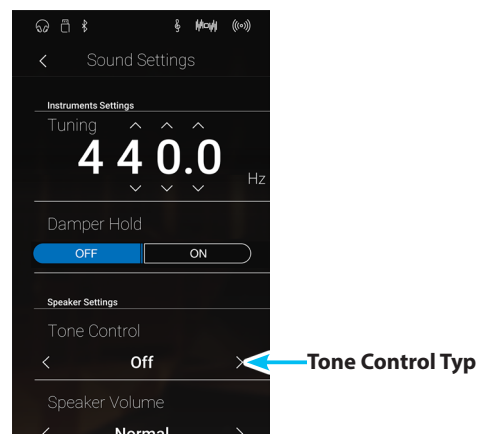 Sound Settings
Instruments Settings
Tuning
440.0
Hz
Damper Hold
OFF ON
Speaker Settings
Tone Control
Off
Tone Control Typ
Speaker Volume
Normal